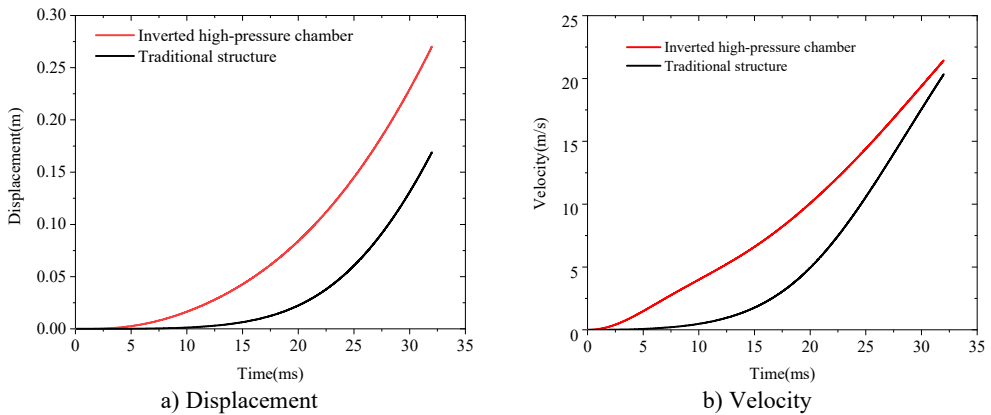 0.30
0.25
0.20
0.15
0.10
0.05
0.00
Displacement(m)
Inverted high-pressure chamber
Traditional structure
0 5 10 15 20 25 30 35
Time(ms)
a) Displacement
25
20
15
10
5
0
Velocity(m/s)
Inverted high-pressure chamber
Traditional structure
0 5 10 15 20 25 30 35
Time(ms)
b) Velocity